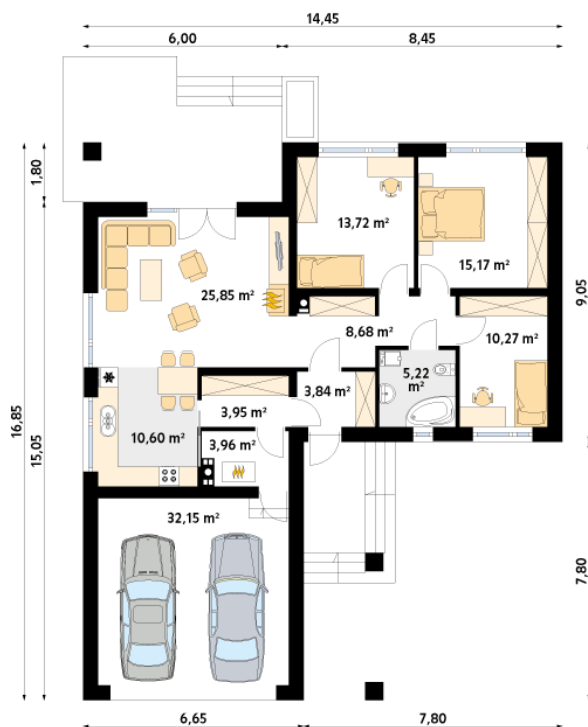 14,45
6,00
8,45
1,80
13,72 m²
15,17 m²
25,85 m²
9,05
8,68 m²
10,27 m²
5,22
m²
3,84 m²
3,95 m²
16,85
15,05
10,60 m²
3,96 m²
32,15 m²
7,80
6,65
7,80